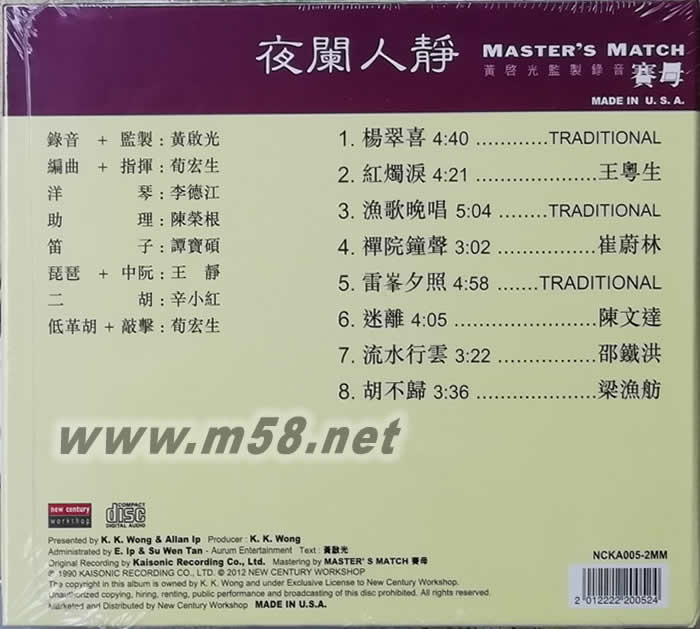 夜闌人靜
MASTER'S MATCH
黃啓光監製錄音
賽母
MADE IN U. S. A.
錄音 + 監製 : 黃啟光
編曲 + 指揮 : 荀宏生
洋 琴 : 李德江
助 理 : 陳榮根
笛 子 : 譚寶碩
琵琶 + 中阮 : 王 靜
二 胡 : 辛小紅
低革胡 + 敲擊 : 荀宏生
1. 楊翠喜 4:40 ............TRADITIONAL
2. 紅燭淚 4:21 ....................王粵生
3. 漁歌晚唱 5:04 .........TRADITIONAL
4. 禪院鐘聲 3:02 ................崔蔚林
5. 雷峯夕照 4:58 .......TRADITIONAL
6. 迷離 4:05 ........................陳文達
7. 流水行雲 3:22 ................邵鐵洪
8. 胡不歸 3:36 ....................梁漁舫
www.m58.net
new century
workshop
COMPACT
disc
DIGITAL AUDIO
Presented by K. K. Wong & Allan Ip Producer : K. K. Wong
Administrated by E. Ip & Su Wen Tan - Aurum Entertainment Text : 黃啟光
Original Recording by Kaisonic Recording Co., Ltd. Mastering by MASTER' S MATCH 賽母
℗ 1990 KAISONIC RECORDING CO., LTD. © 2012 NEW CENTURY WORKSHOP
The copyright in this album is owned by K. K. Wong and under Exclusive License to New Century Workshop.
Unauthorized copying, hiring, renting, public performance and broadcasting of this disc prohibited. All rights reserved.
Marketed and Distributed by New Century Workshop MADE IN U.S.A.
NCKA005-2MM
2 012222 200524